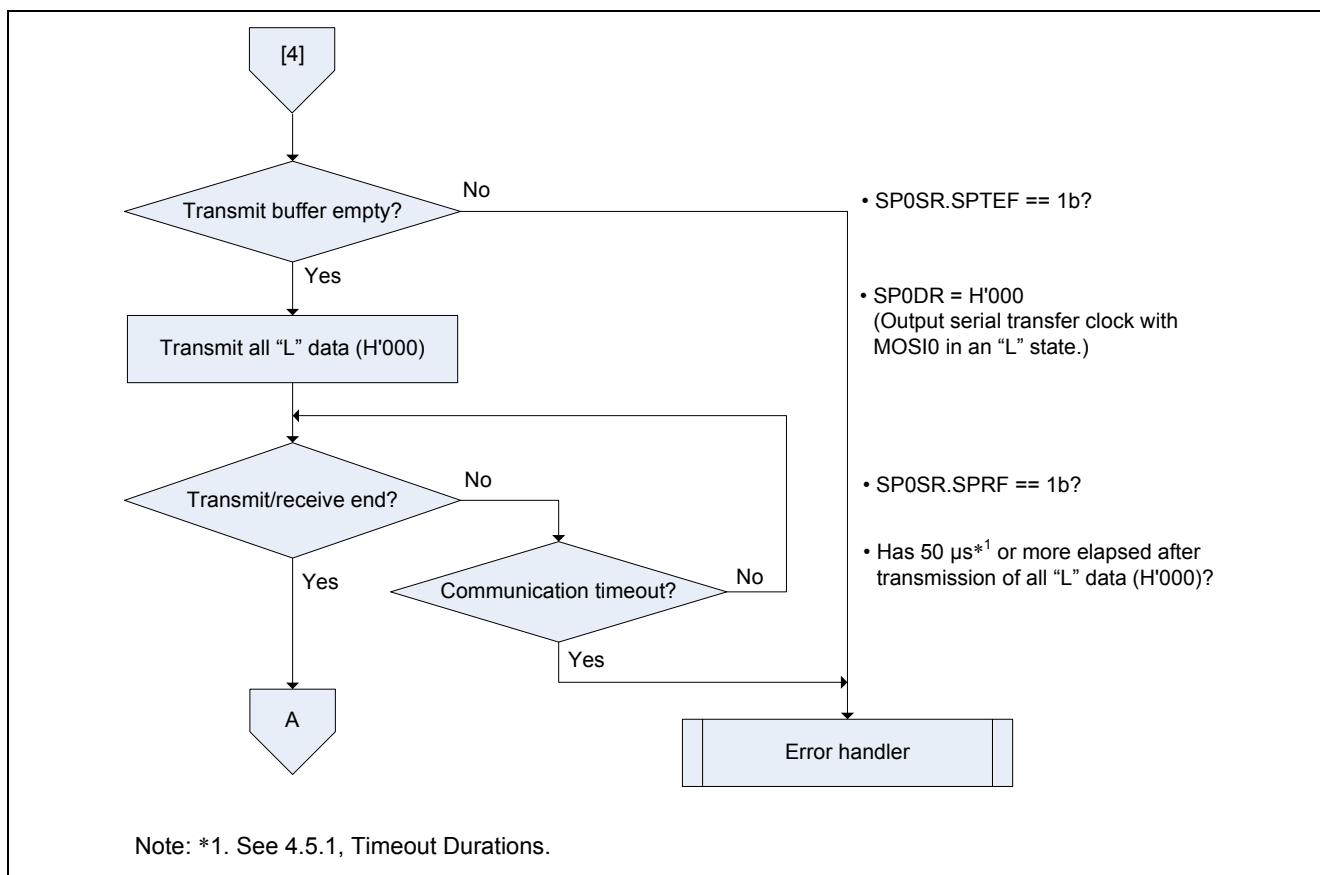 [4]
Transmit buffer empty?
No
Yes
• SP0SR.SPTEF == 1b?
Transmit all “L” data (H'000)
• SP0DR = H'000
(Output serial transfer clock with
MOSI0 in an “L” state.)
Transmit/receive end?
No
Yes
• SP0SR.SPRF == 1b?
Communication timeout?
No
Yes
• Has 50 µs*1 or more elapsed after
transmission of all “L” data (H'000)?
A
Error handler
Note: *1. See 4.5.1, Timeout Durations.